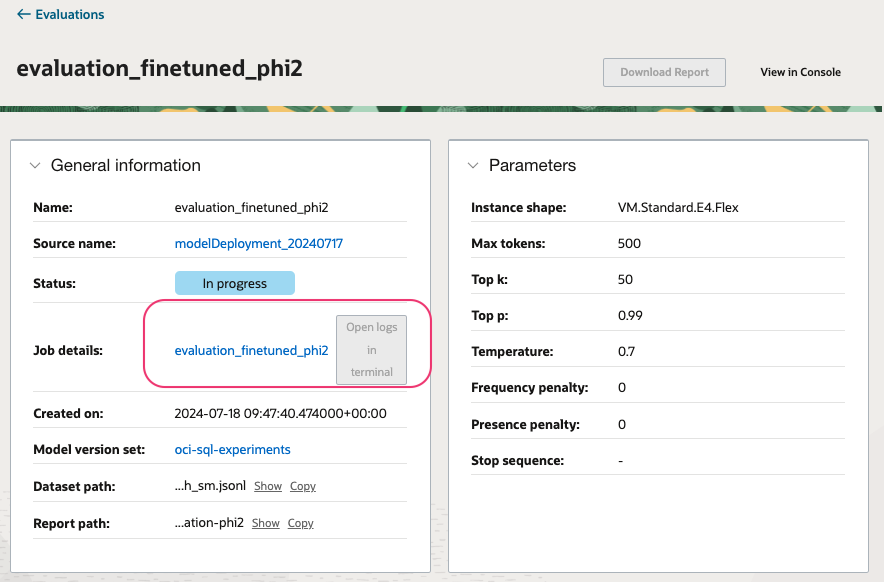 ← Evaluations
evaluation_finetuned_phi2
Download Report
View in Console
General information
Name: evaluation_finetuned_phi2
Source name: modelDeployment_20240717
Status: In progress
Job details: evaluation_finetuned_phi2
Open logs
in
terminal
Created on: 2024-07-18 09:47:40.474000+00:00
Model version set: oci-sql-experiments
Dataset path: ...h_sm.jsonl Show Copy
Report path: ...ation-phi2 Show Copy
Parameters
Instance shape: VM.Standard.E4.Flex
Max tokens: 500
Top k: 50
Top p: 0.99
Temperature: 0.7
Frequency penalty: 0
Presence penalty: 0
Stop sequence: -